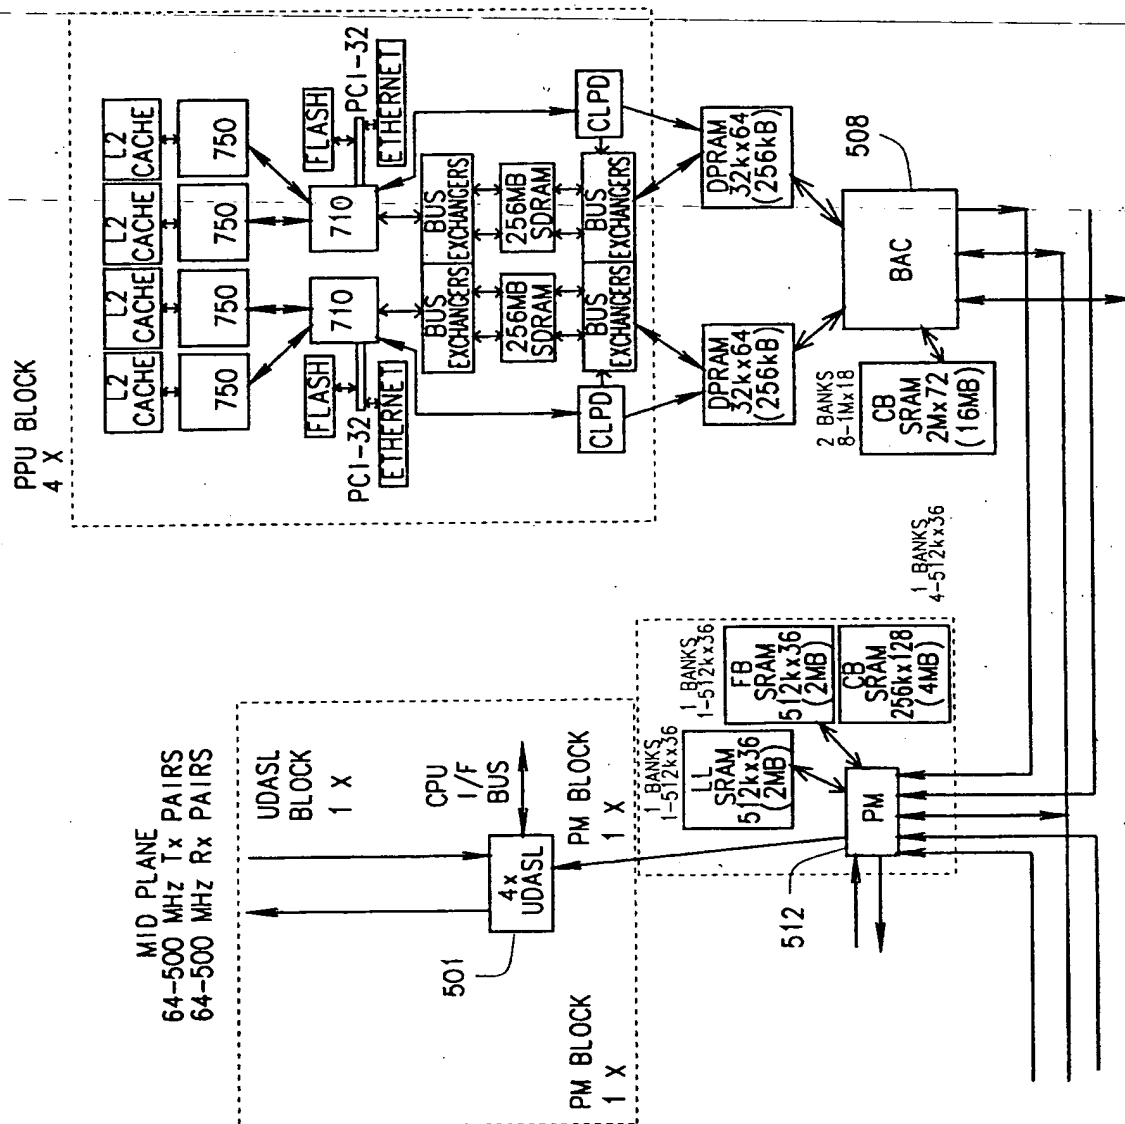 MID PLANE
64-500 MHz Tx PAIRS
64-500 MHz Rx PAIRS
UDASL
BLOCK
1 X
CPU
I/F
BUS
4x
UDASL
501
PM BLOCK
1 X
PM BLOCK
1 X
PPU BLOCK
4 X
L2
CACHE
L2
CACHE
L2
CACHE
L2
CACHE
750
750
750
750
FLASH
PCI-32
ETHERNET
710
FLASH
PCI-32
ETHERNET
710
BUS
EXCHANGERS
BUS
EXCHANGERS
256MB
SDRAM
256MB
SDRAM
CLPD
BUS
EXCHANGERS
BUS
EXCHANGERS
CLPD
DPRAM
32kx64
(256kB)
DPRAM
32kx64
(256kB)
1 BANKS
1-512kx36
LL
SRAM
512kx36
(2MB)
1 BANKS
1-512kx36
FB
SRAM
512kx36
(2MB)
CB
SRAM
256kx128
(4MB)
1 BANKS
4-512kx36
PM
512
2 BANKS
8-1Mx18
CB
SRAM
2Mx72
(16MB)
BAC
508